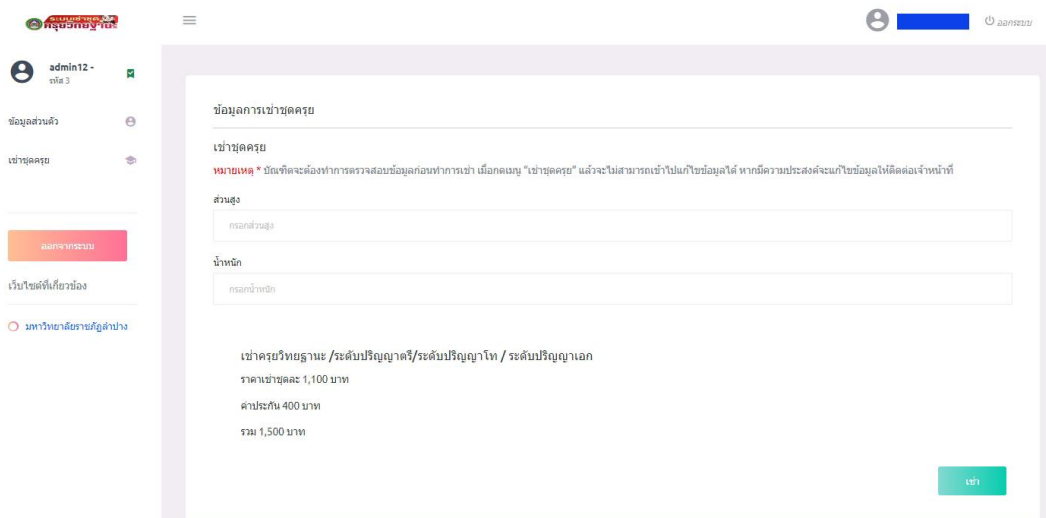 ระบบเช่าชุด
ครุยวิทยฐานะ
ออกระบบ
admin12 -
รหัส 3
ข้อมูลส่วนตัว
เช่าชุดครุย
ออกจากระบบ
เว็บไซต์ที่เกี่ยวข้อง
มหาวิทยาลัยราชภัฏลำปาง
ข้อมูลการเช่าชุดครุย
เช่าชุดครุย
หมายเหตุ * บัณฑิตจะต้องทำการตรวจสอบข้อมูลก่อนทำการเช่า เมื่อกดเมนู "เช่าชุดครุย" แล้วจะไม่สามารถเข้าไปแก้ไขข้อมูลได้ หากมีความประสงค์จะแก้ไขข้อมูลให้ติดต่อเจ้าหน้าที่
ส่วนสูง
กรอกส่วนสูง
น้ำหนัก
กรอกน้ำหนัก
เช่าครุยวิทยฐานะ /ระดับปริญญาตรี/ระดับปริญญาโท / ระดับปริญญาเอก
ราคาเช่าชุดละ 1,100 บาท
ค่าประกัน 400 บาท
รวม 1,500 บาท
เช่า